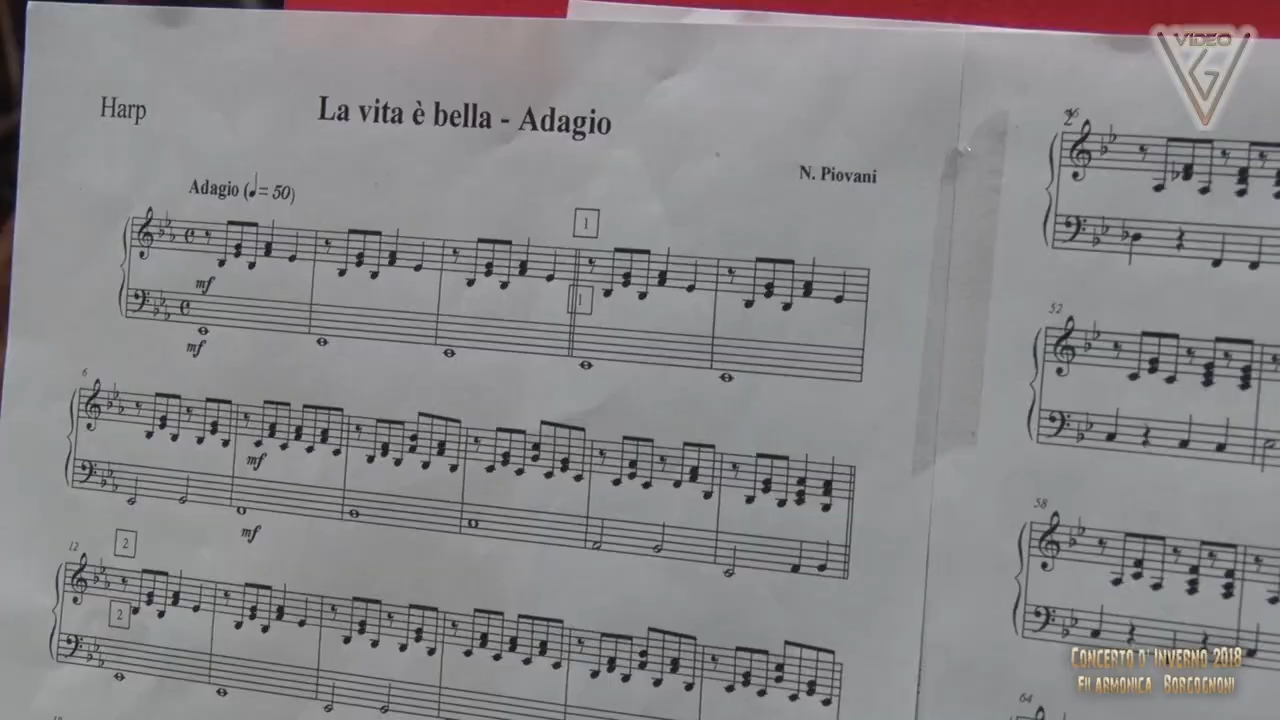 VIDEO
G
Harp
La vita è bella - Adagio
N. Piovani
Adagio (♩= 50)
1
mf
1
mf
6
mf
mf
12
2
2
52
58
64
CONCERTO D' INVERNO 2018
FILARMONICA BORGOGNONI